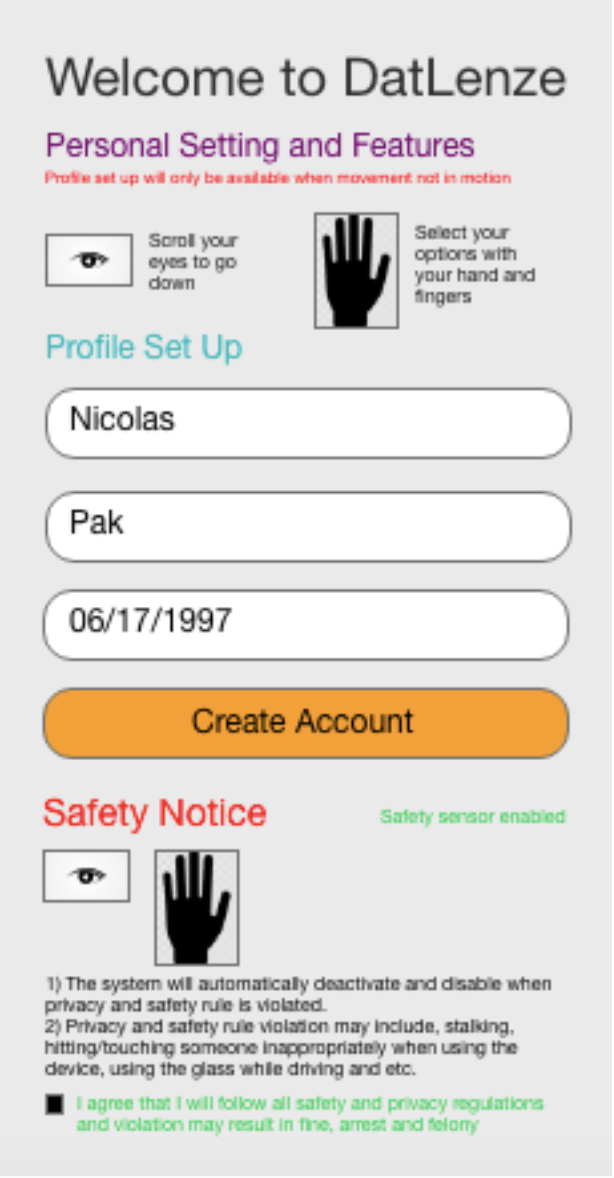 Welcome to DatLenze
Personal Setting and Features
Profile set up will only be available when movement not in motion
Scroll your
eyes to go
down
Select your
options with
your hand and
fingers
Profile Set Up
Nicolas
Pak
06/17/1997
Create Account
Safety Notice
Safety sensor enabled
1) The system will automatically deactivate and disable when
privacy and safety rule is violated.
2) Privacy and safety rule violation may include, stalking,
hitting/touching someone inappropriately when using the
device, using the glass while driving and etc.
I agree that I will follow all safety and privacy regulations
and violation may result in fine, arrest and felony